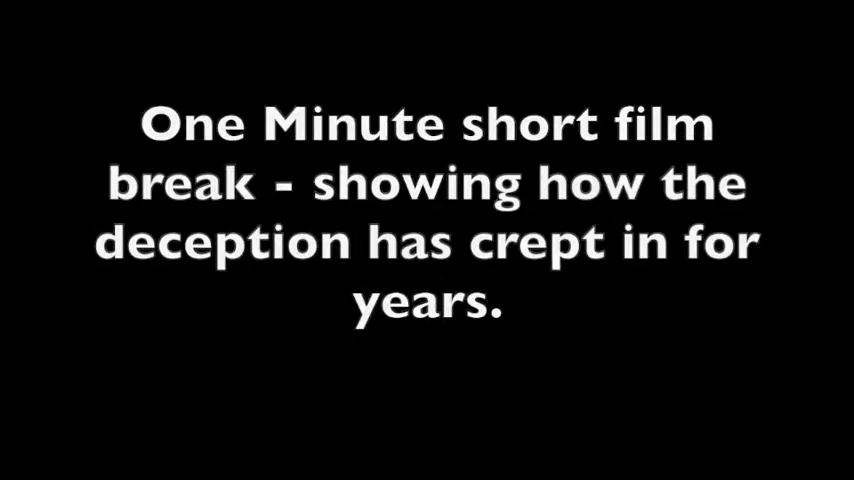 One Minute short film
break - showing how the
deception has crept in for
years.